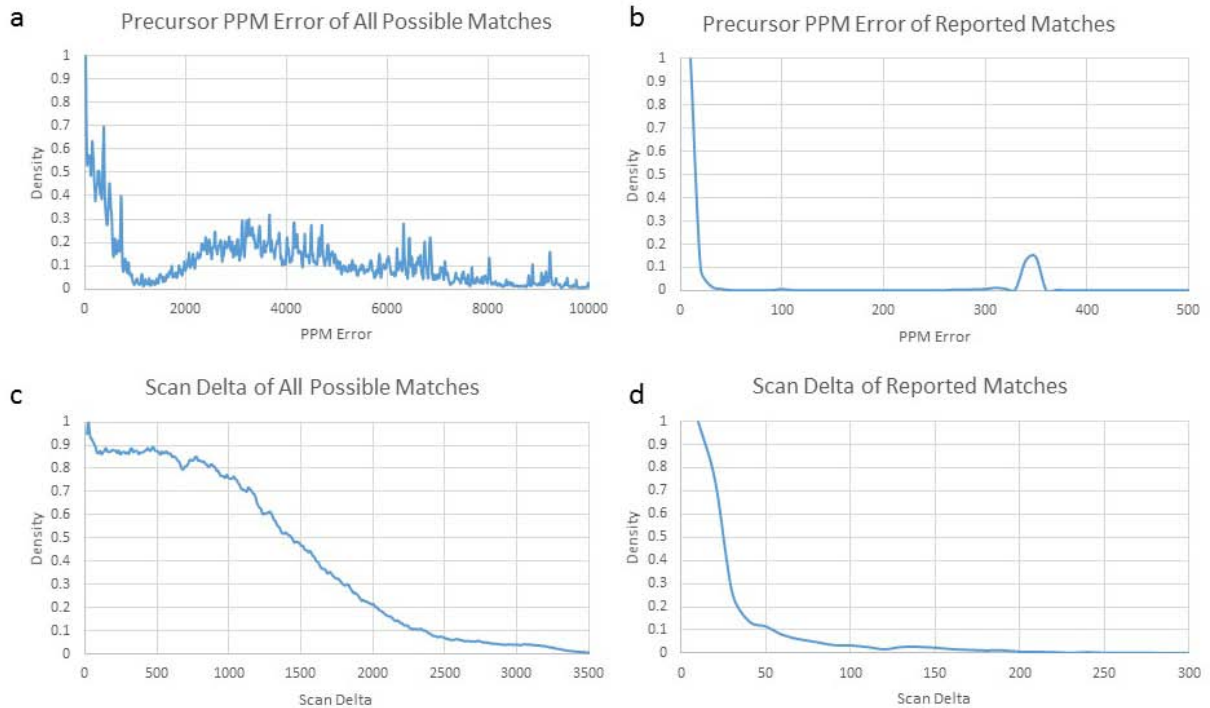 a
Precursor PPM Error of All Possible Matches
1
0.9
0.8
0.7
0.6
0.5
0.4
0.3
0.2
0.1
0
Density
0 2000 4000 6000 8000 10000
PPM Error
b
Precursor PPM Error of Reported Matches
1
0.9
0.8
0.7
0.6
0.5
0.4
0.3
0.2
0.1
0
Density
0 100 200 300 400 500
PPM Error
c
Scan Delta of All Possible Matches
1
0.9
0.8
0.7
0.6
0.5
0.4
0.3
0.2
0.1
0
Density
0 500 1000 1500 2000 2500 3000 3500
Scan Delta
d
Scan Delta of Reported Matches
1
0.9
0.8
0.7
0.6
0.5
0.4
0.3
0.2
0.1
0
Density
0 50 100 150 200 250 300
Scan Delta